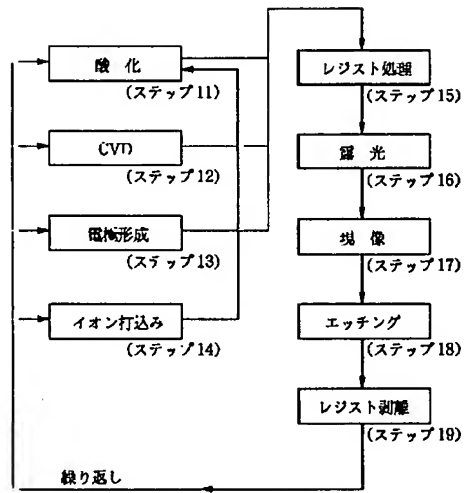 酸化
(ステップ11)
CVD
(ステップ12)
電極形成
(ステップ13)
イオン打込み
(ステップ14)
レジスト処理
(ステップ15)
露光
(ステップ16)
現像
(ステップ17)
エッチング
(ステップ18)
レジスト剥離
(ステップ19)
繰り返し